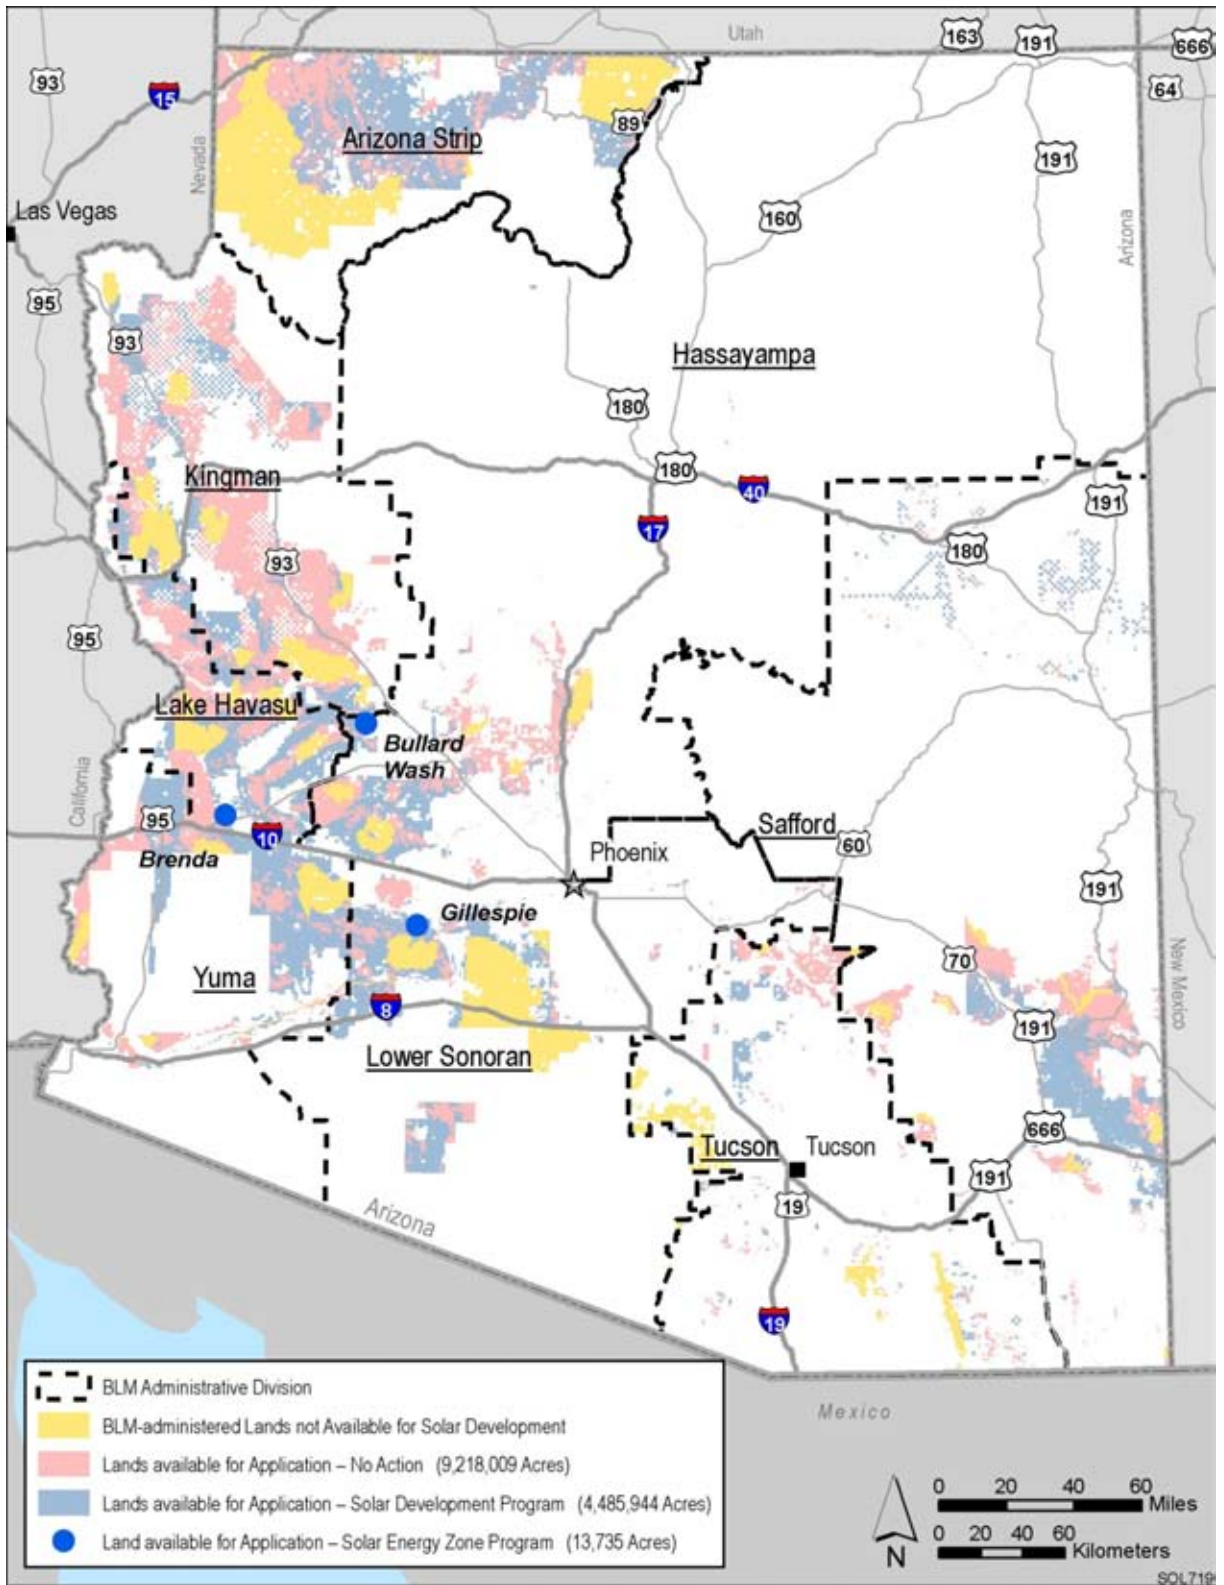 Utah
163
191
666
93
15
64
89
Arizona Strip
191
Nevada
Las Vegas
160
Arizona
95
93
Hassayampa
180
Kingman
180
40
191
17
180
93
95
Lake Havasu
Bullard
Wash
California
95
10
Safford
60
Brenda
Phoenix
191
Gillespie
70
New Mexico
Yuma
8
191
Lower Sonoran
666
Tucson
Tucson
191
19
Arizona
19
BLM Administrative Division
BLM-administered Lands not Available for Solar Development
Lands available for Application – No Action (9,218,009 Acres)
Lands available for Application – Solar Development Program (4,485,944 Acres)
Land available for Application – Solar Energy Zone Program (13,735 Acres)
Mexico
N
0 20 40 60
Miles
0 20 40 60
Kilometers